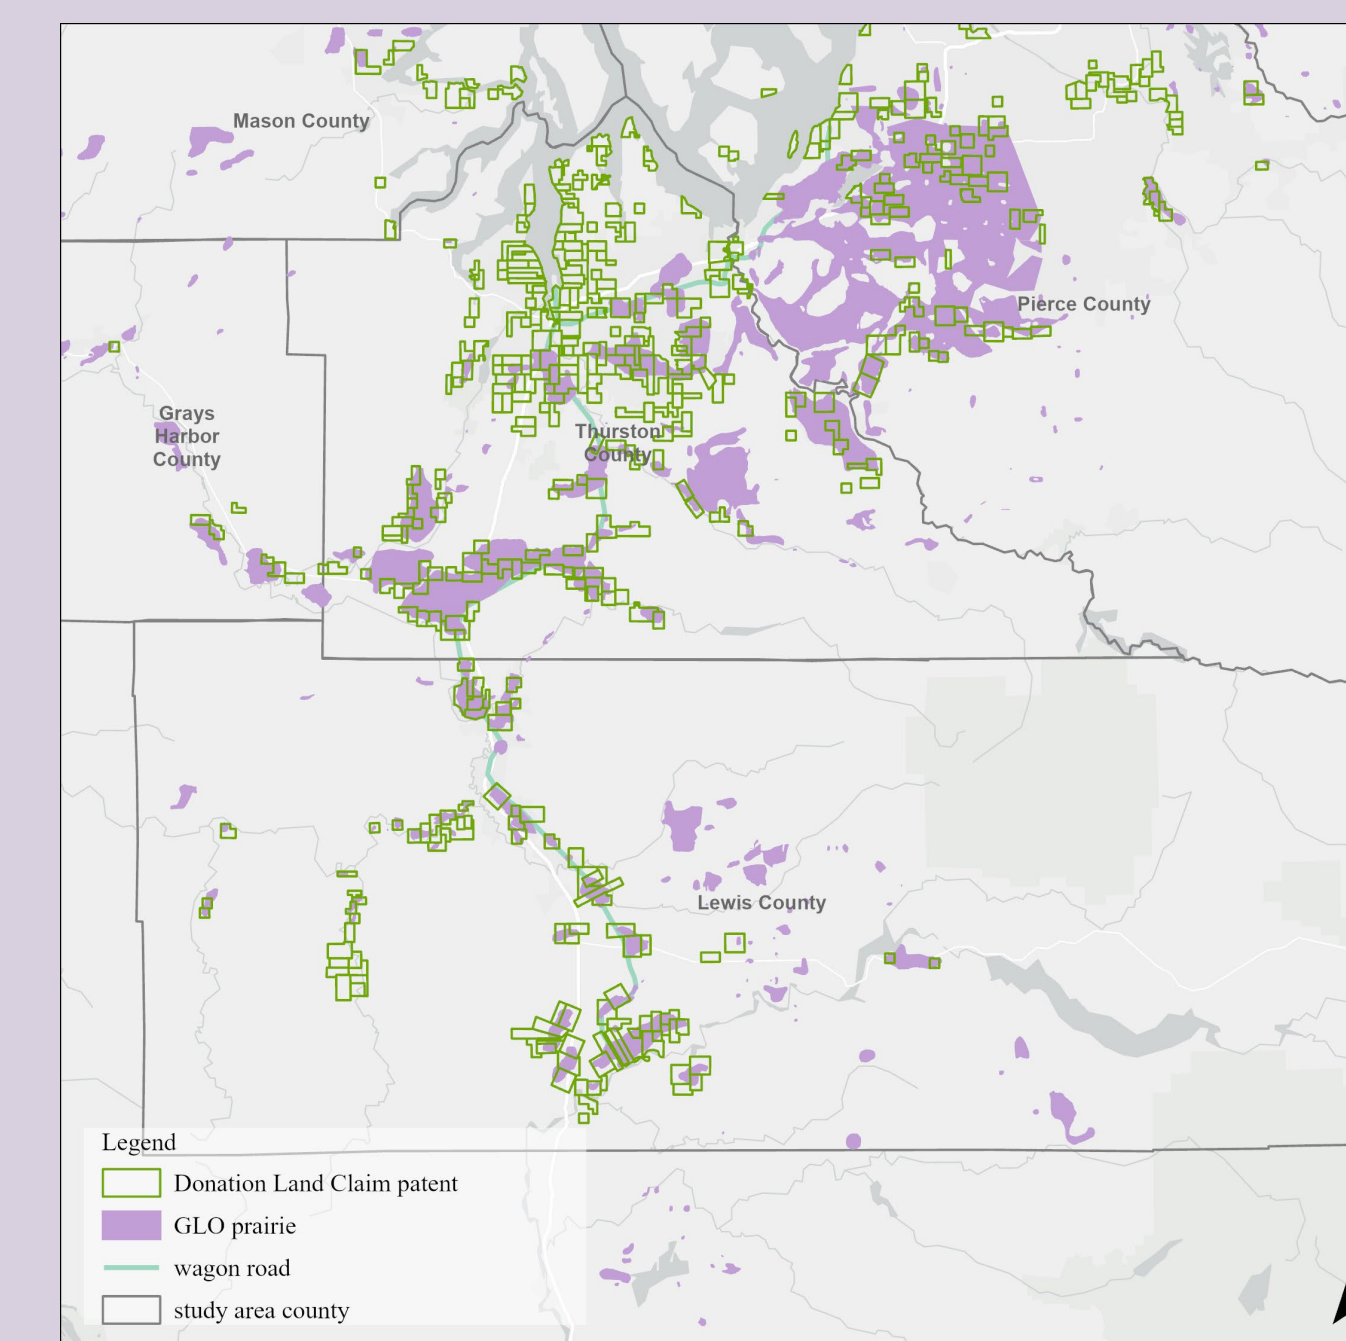 Mason County
Pierce County
Grays
Harbor
County
Thurston
County
Lewis County
Legend
Donation Land Claim patent
GLO prairie
wagon road
study area county